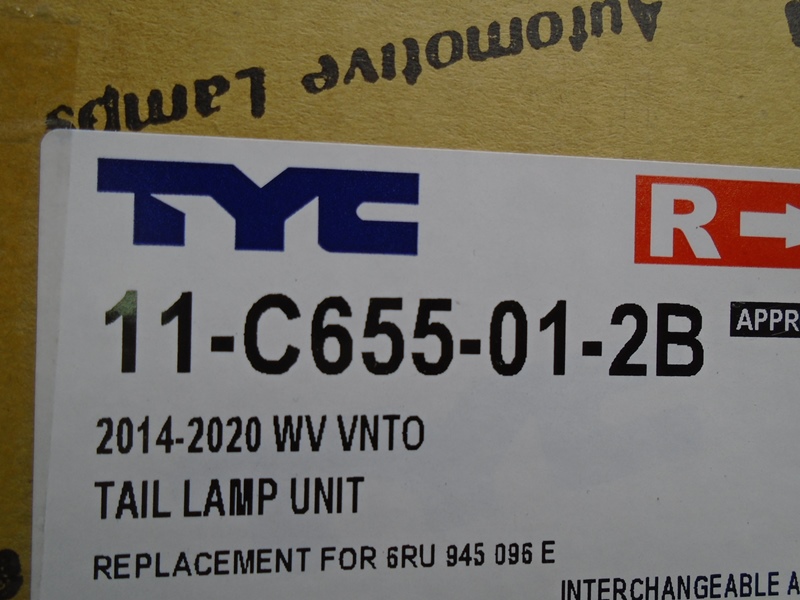 Automotive Lamps
TYC
R
11-C655-01-2B
APPR
2014-2020 WV VNTO
TAIL LAMP UNIT
REPLACEMENT FOR 6RU 945 096 E
INTERCHANGEABLE A